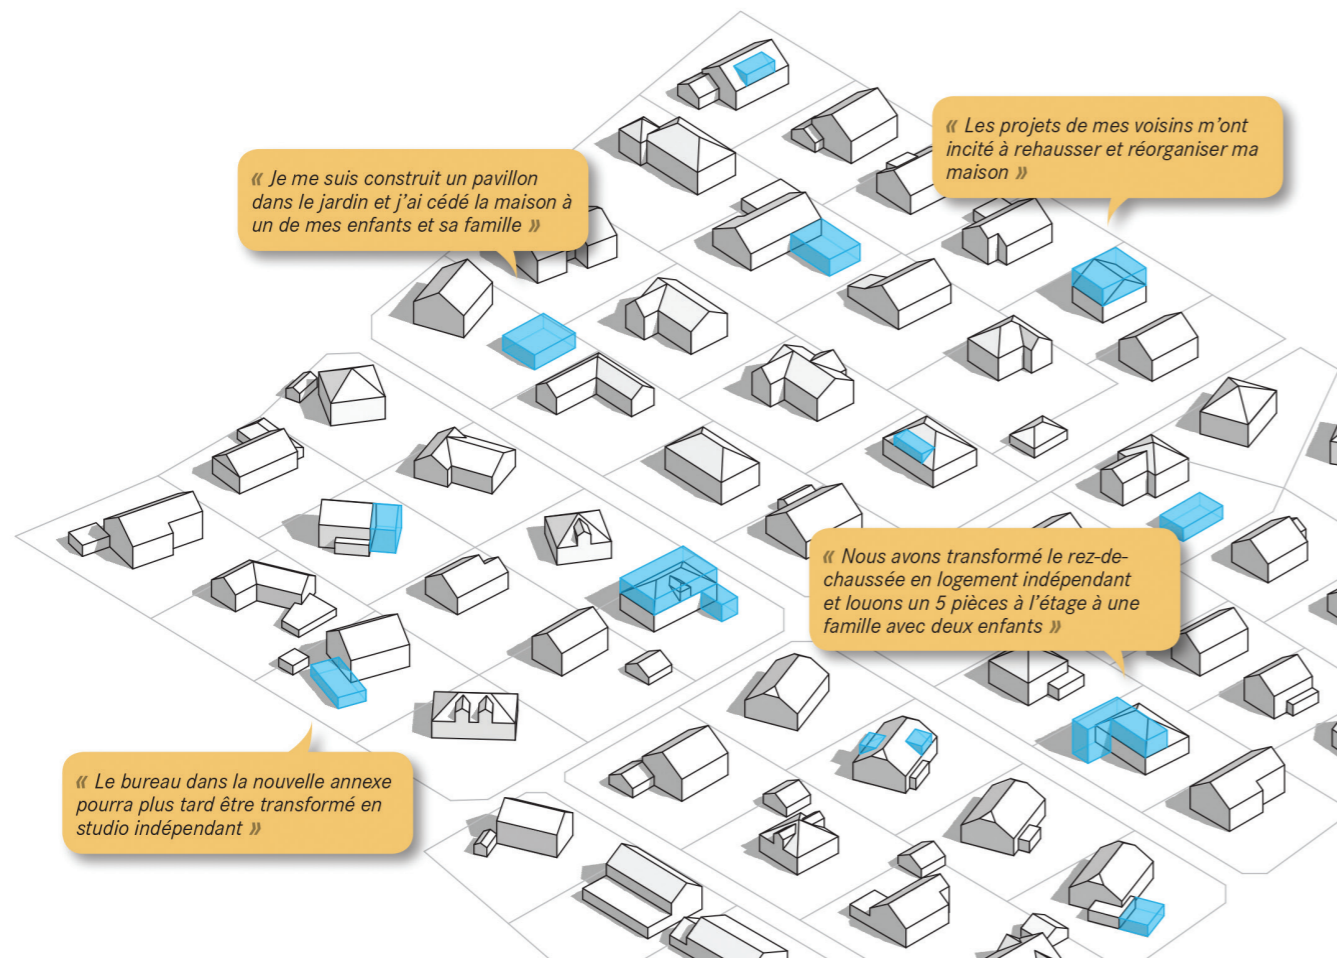 « Les projets de mes voisins m’ont
incité à rehausser et réorganiser ma
maison »
« Je me suis construit un pavillon
dans le jardin et j’ai cédé la maison à
un de mes enfants et sa famille »
« Nous avons transformé le rez-de-
chaussée en logement indépendant
et louons un 5 pièces à l’étage à une
famille avec deux enfants »
« Le bureau dans la nouvelle annexe
pourra plus tard être transformé en
studio indépendant »